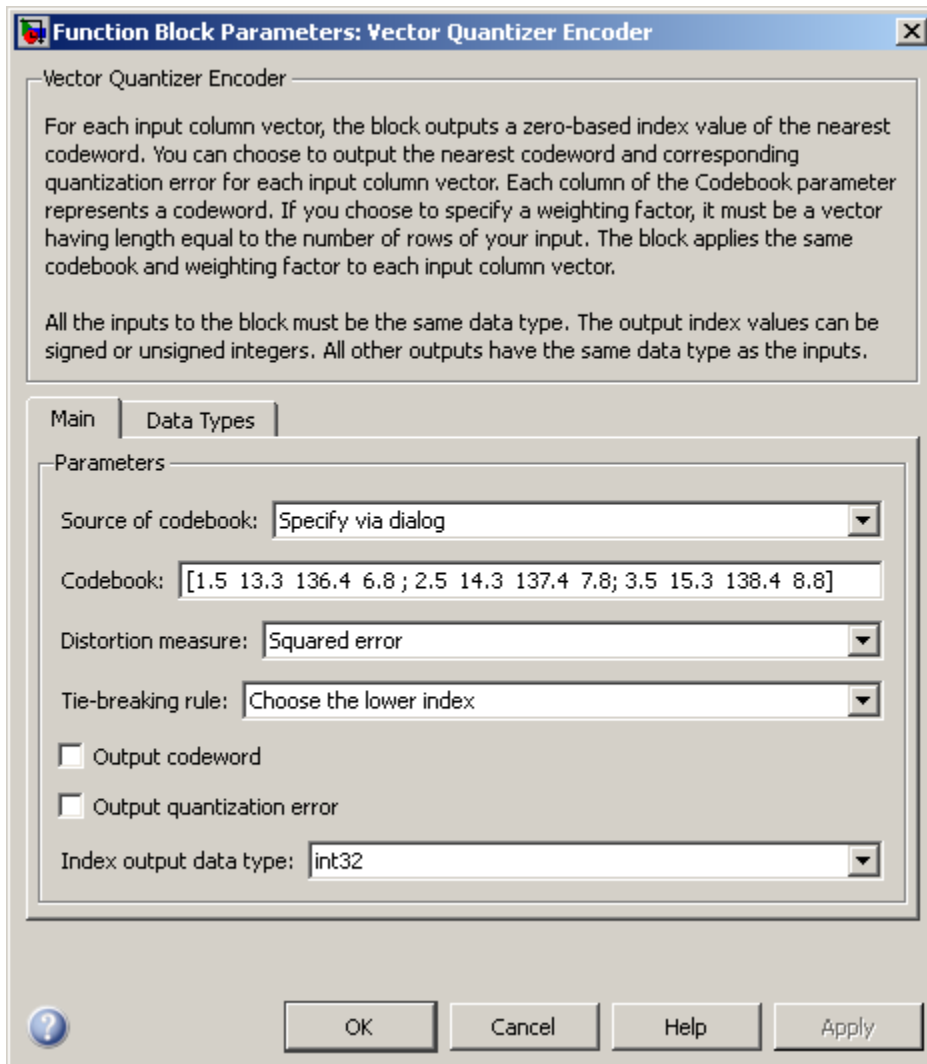 Function Block Parameters: Vector Quantizer Encoder
Vector Quantizer Encoder
For each input column vector, the block outputs a zero-based index value of the nearest
codeword. You can choose to output the nearest codeword and corresponding
quantization error for each input column vector. Each column of the Codebook parameter
represents a codeword. If you choose to specify a weighting factor, it must be a vector
having length equal to the number of rows of your input. The block applies the same
codebook and weighting factor to each input column vector.
All the inputs to the block must be the same data type. The output index values can be
signed or unsigned integers. All other outputs have the same data type as the inputs.
Main Data Types
Parameters
Source of codebook: Specify via dialog
Codebook: [1.5 13.3 136.4 6.8 ; 2.5 14.3 137.4 7.8; 3.5 15.3 138.4 8.8]
Distortion measure: Squared error
Tie-breaking rule: Choose the lower index
Output codeword
Output quantization error
Index output data type: int32
? OK Cancel Help Apply